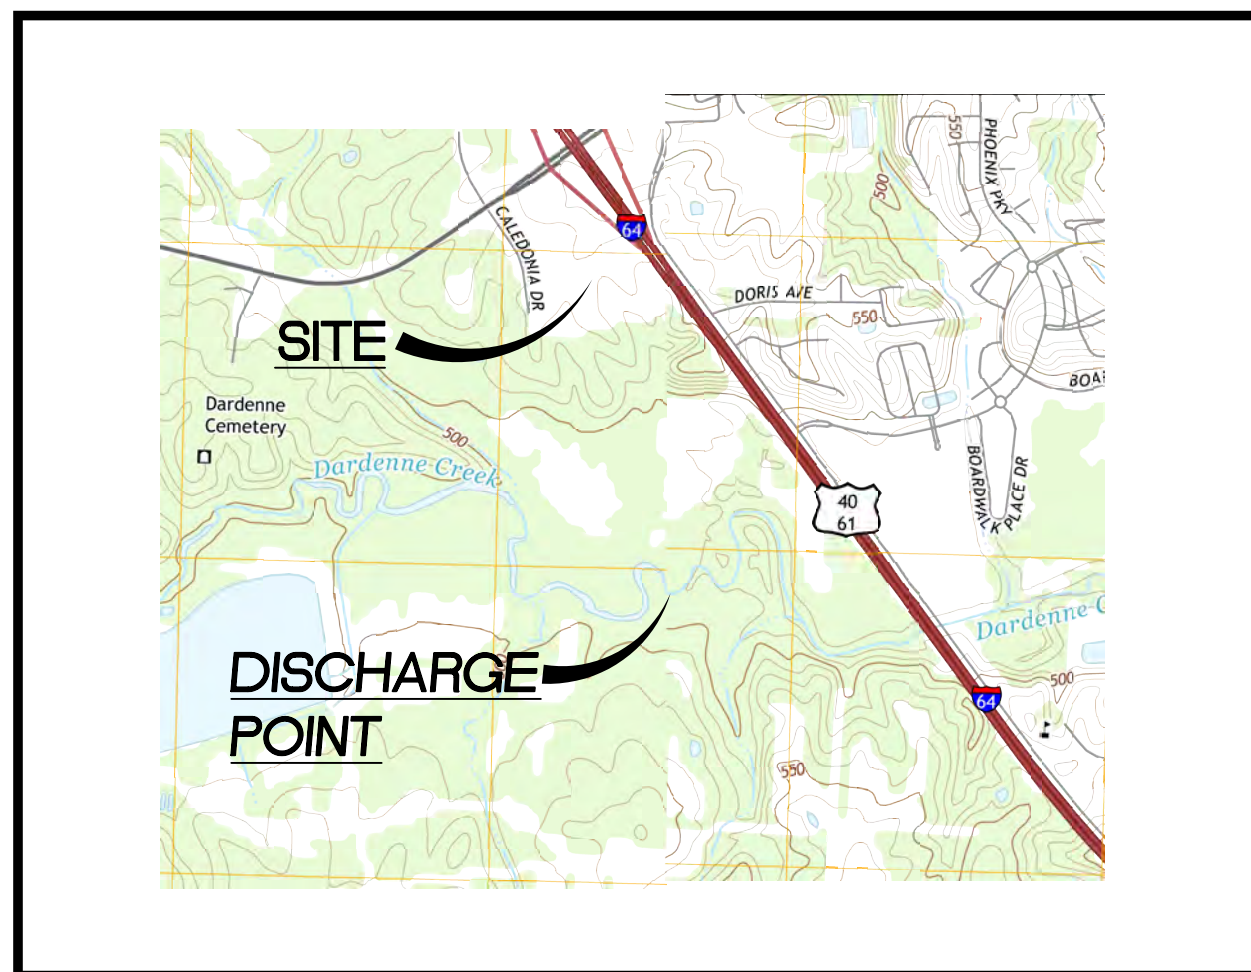 550
PHOENIX PKY
500
CALEDONIA DR
64
DORIS AVE
550
SITE
BOA
Dardenne
Cemetery
500
Dardenne Creek
BOARDWALK PLACE DR
40
61
Dardenne C
DISCHARGE
POINT
500
64
550